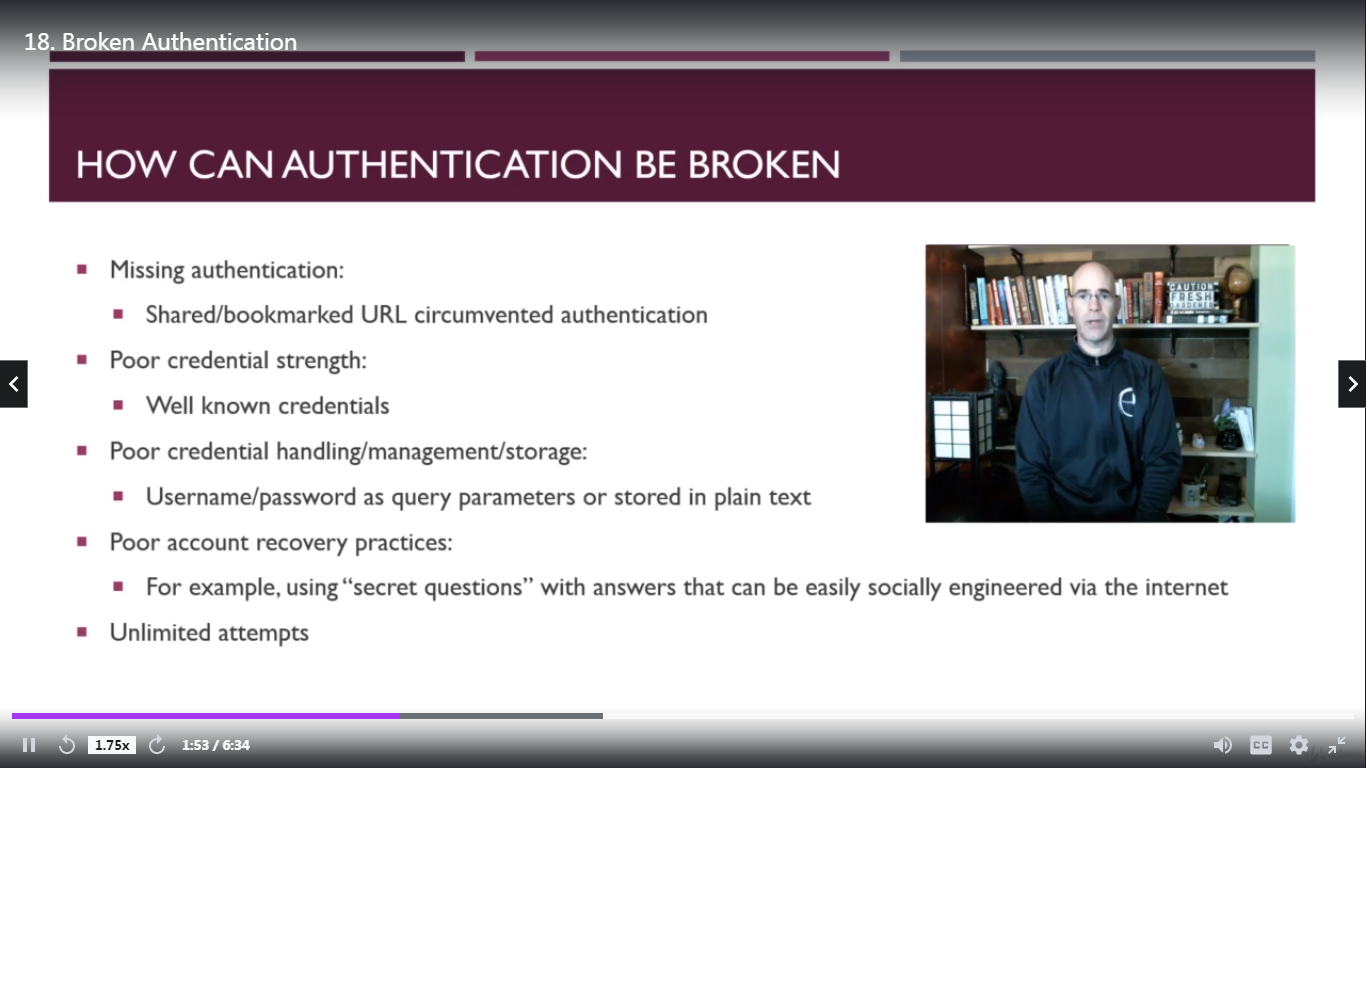 18. Broken Authentication
HOW CAN AUTHENTICATION BE BROKEN
Missing authentication:
Shared/bookmarked URL circumvented authentication
Poor credential strength:
Well known credentials
Poor credential handling/management/storage:
Username/password as query parameters or stored in plain text
Poor account recovery practices:
For example, using “secret questions” with answers that can be easily socially engineered via the internet
Unlimited attempts
CAUTION
FRESH
GARDENER
1.75x
1:53 / 6:34
CC